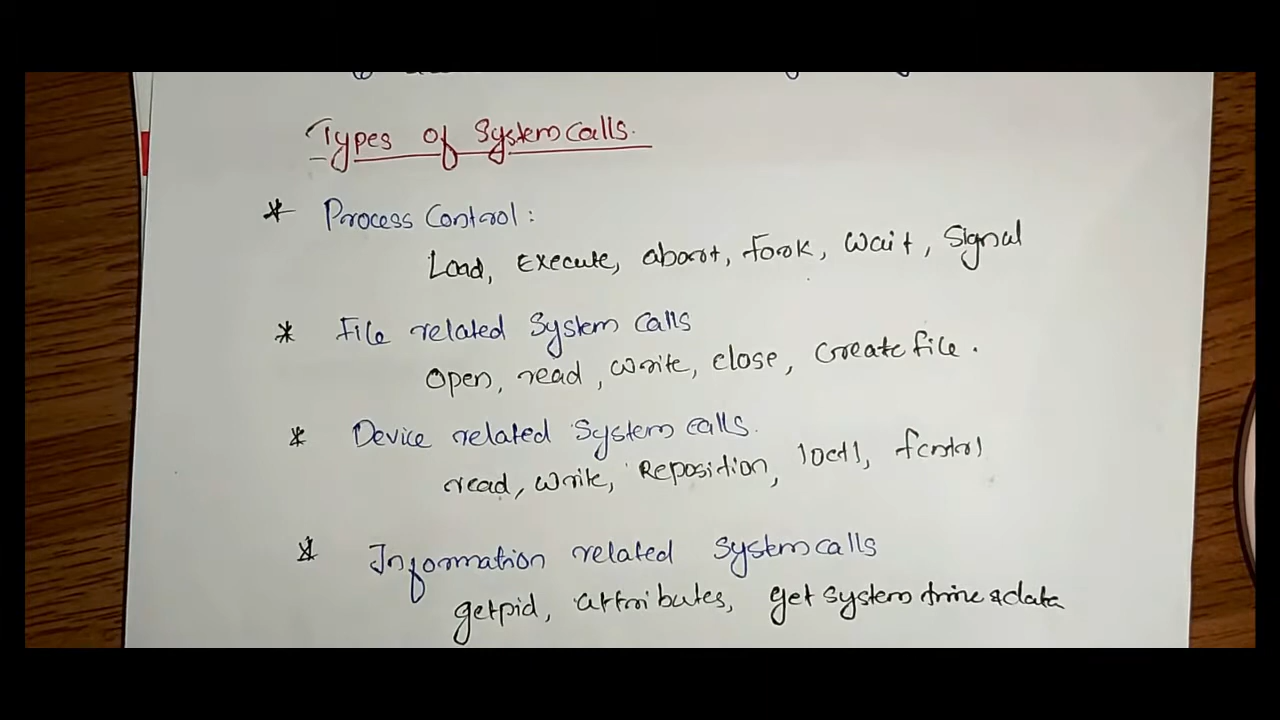 Types of System calls.
* Process Control:
Load, Execute, abort, Fork, Wait, Signal
* File related System calls
Open, read, write, close, Create file.
* Device related System calls.
read, write, Reposition, ioctl, fcntrl
* Information related System calls
getpid, attributes, get system time & data